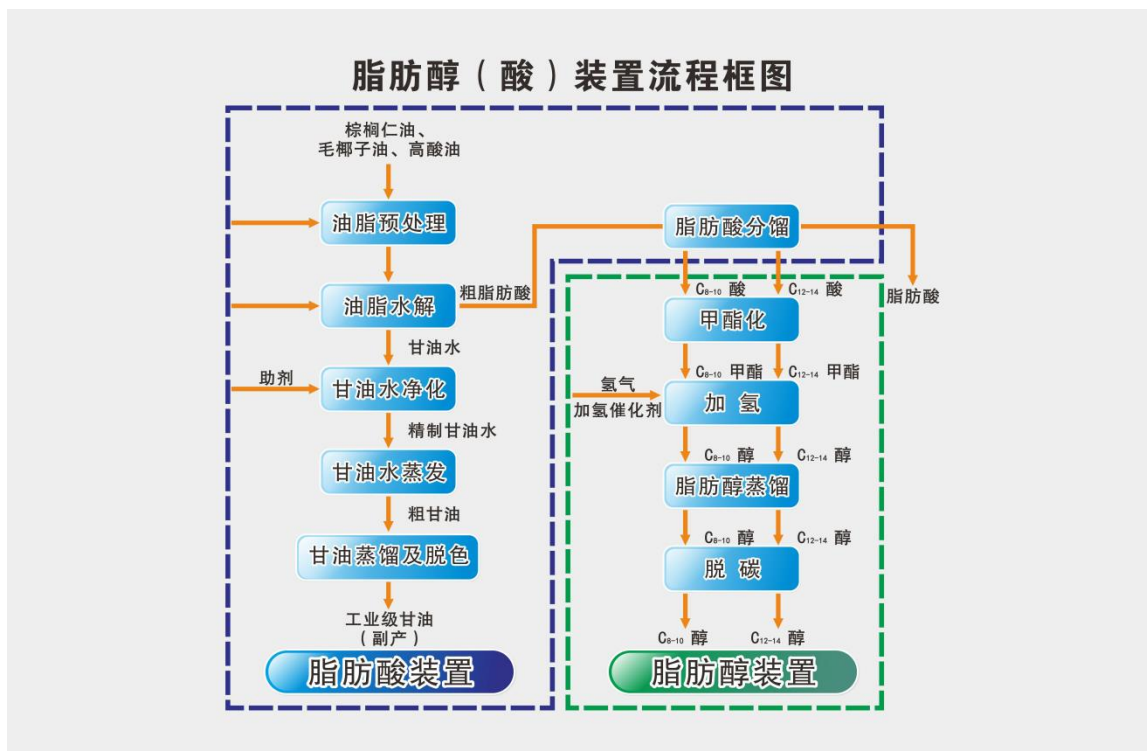 脂肪醇（酸）装置流程框图
棕榈仁油、
毛椰子油、高酸油
油脂预处理
油脂水解
粗脂肪酸
甘油水
助剂
甘油水净化
精制甘油水
甘油水蒸发
粗甘油
甘油蒸馏及脱色
工业级甘油
（副产）
脂肪酸装置
脂肪酸分馏
脂肪酸
C₈₋₁₀ 酸
C₁₂₋₁₄ 酸
甲酯化
C₈₋₁₀ 甲酯
C₁₂₋₁₄ 甲酯
氢气
加氢催化剂
加氢
C₈₋₁₀ 醇
C₁₂₋₁₄ 醇
脂肪醇蒸馏
C₈₋₁₀ 醇
C₁₂₋₁₄ 醇
脱碳
C₈₋₁₀ 醇
C₁₂₋₁₄ 醇
脂肪醇装置